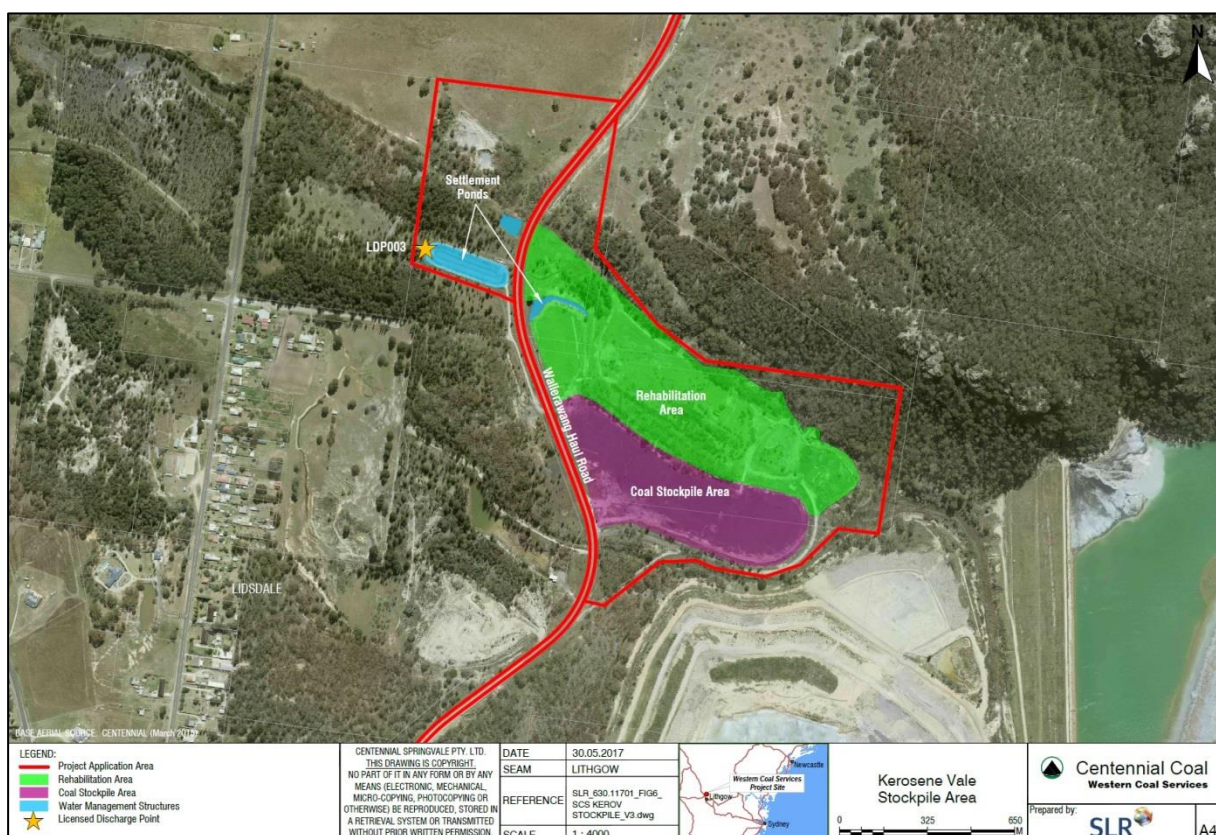 N
Settlement
Ponds
LDP003
Wallerawang Haul Road
Rehabilitation
Area
Coal Stockpile Area
LIDSDALE
BASE AERIAL SOURCE: CENTENNIAL (March 2015)
LEGEND:
Project Application Area
Rehabilitation Area
Coal Stockpile Area
Water Management Structures
Licensed Discharge Point
CENTENNIAL SPRINGVALE PTY. LTD.
THIS DRAWING IS COPYRIGHT.
NO PART OF IT IN ANY FORM OR BY ANY
MEANS (ELECTRONIC, MECHANICAL,
MICRO-COPYING, PHOTOCOPYING OR
OTHERWISE) BE REPRODUCED, STORED IN
A RETRIEVAL SYSTEM OR TRANSMITTED
WITHOUT PRIOR WRITTEN PERMISSION
DATE 30.05.2017
SEAM LITHGOW
REFERENCE SLR_630.11701_FIG6_
SCS KEROV
STOCKPILE_V3.dwg
SCALE 1 : 4000
Newcastle
Western Coal Services
Project Site
Lithgow
Sydney
Kerosene Vale
Stockpile Area
0 325 650
M
Centennial Coal
Western Coal Services
Prepared by:
SLR
A4